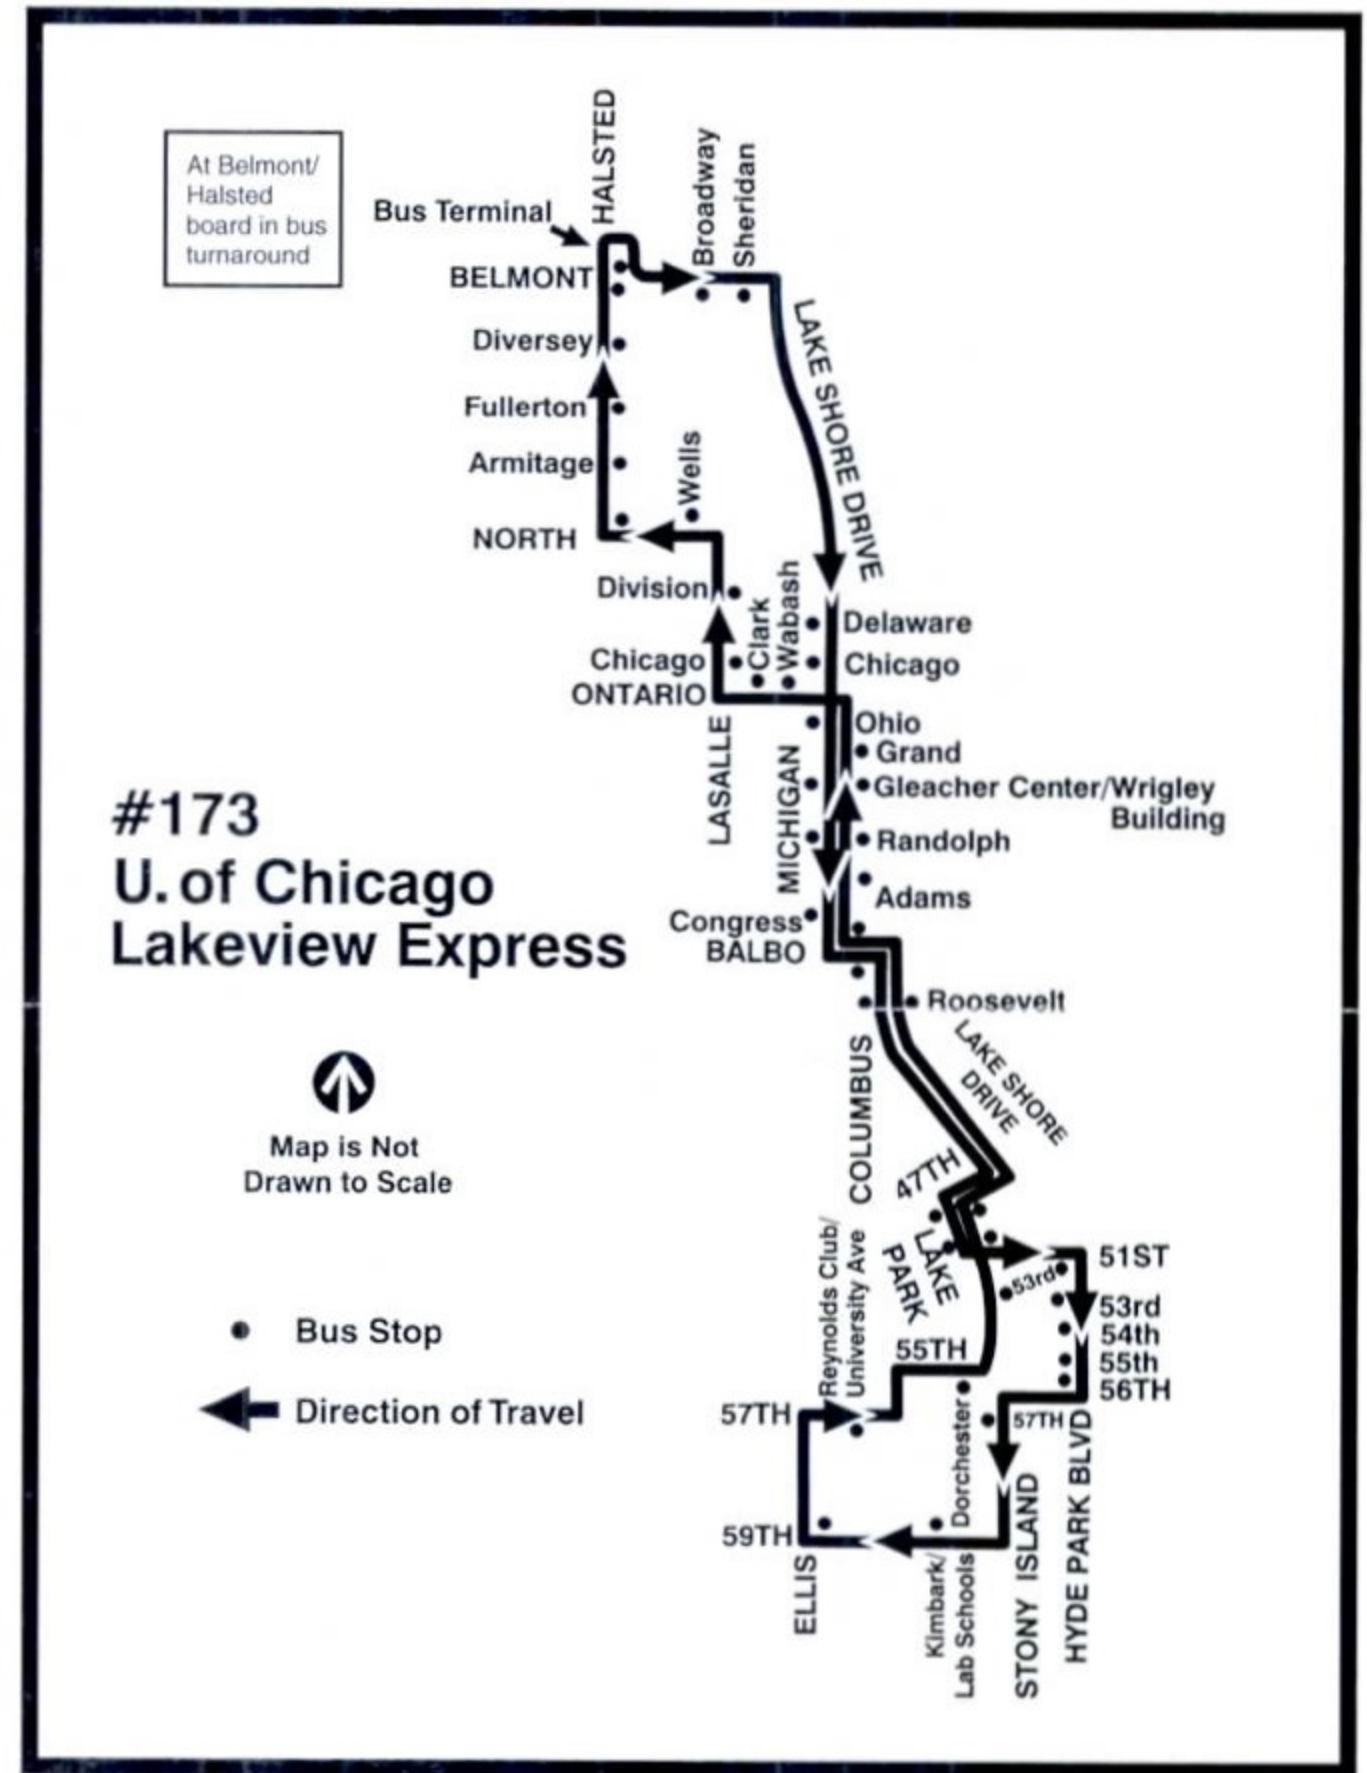 At Belmont/
Halsted
board in bus
turnaround
Bus Terminal
HALSTED
Broadway
Sheridan
BELMONT
Diversey
LAKE SHORE DRIVE
Fullerton
Armitage
Wells
NORTH
Division
Clark
Wabash
Delaware
Chicago
Chicago
ONTARIO
LASALLE
MICHIGAN
Ohio
Grand
Gleacher Center/Wrigley
Building
Randolph
Adams
Congress
BALBO
#173
U. of Chicago
Lakeview Express
Roosevelt
COLUMBUS
LAKE SHORE
DRIVE
Map is Not
Drawn to Scale
47TH
LAKE
PARK
Reynolds Club/
University Ave
51ST
53rd
53rd
54th
55th
56TH
55TH
Bus Stop
Direction of Travel
57TH
57TH
Dorchester
59TH
ELLIS
Kimbark/
Lab Schools
STONY ISLAND
HYDE PARK BLVD